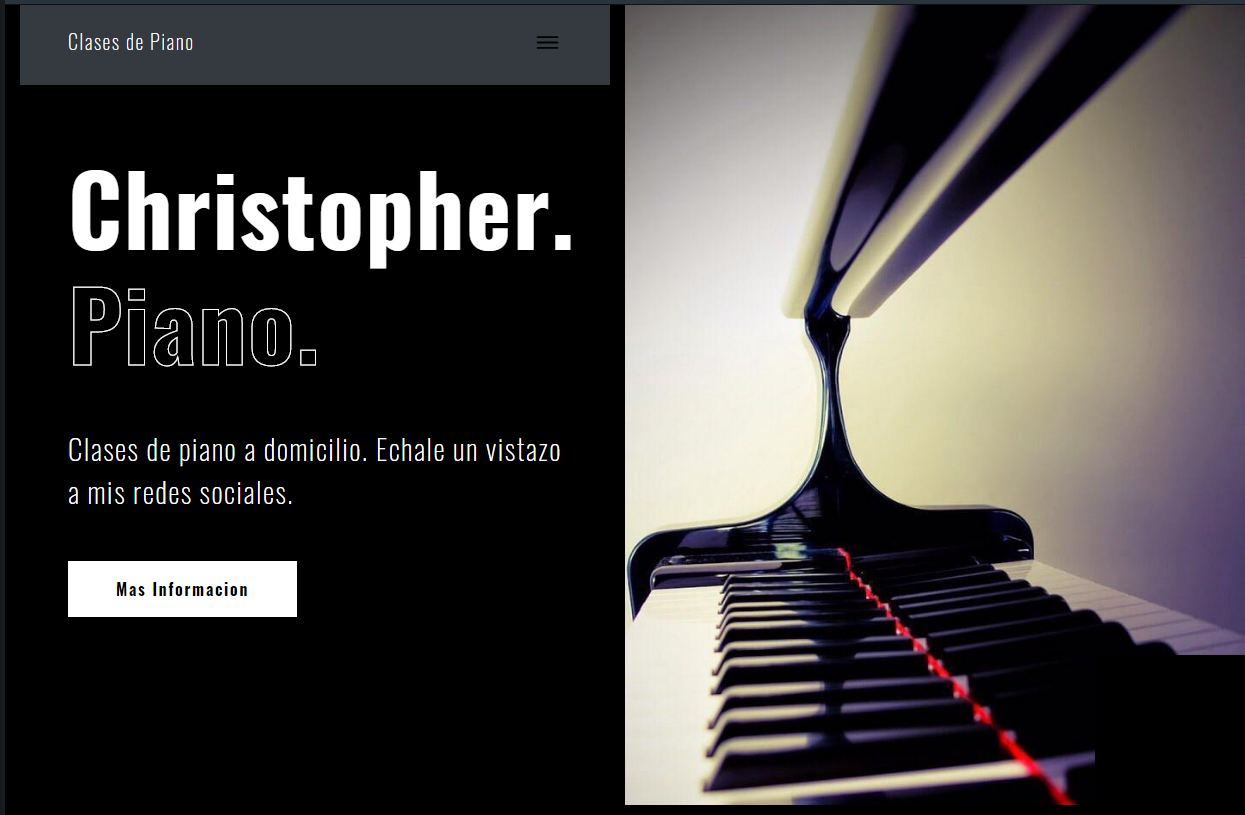 Clases de Piano
Christopher.
Piano.
Clases de piano a domicilio. Echale un vistazo
a mis redes sociales.
Mas Informacion